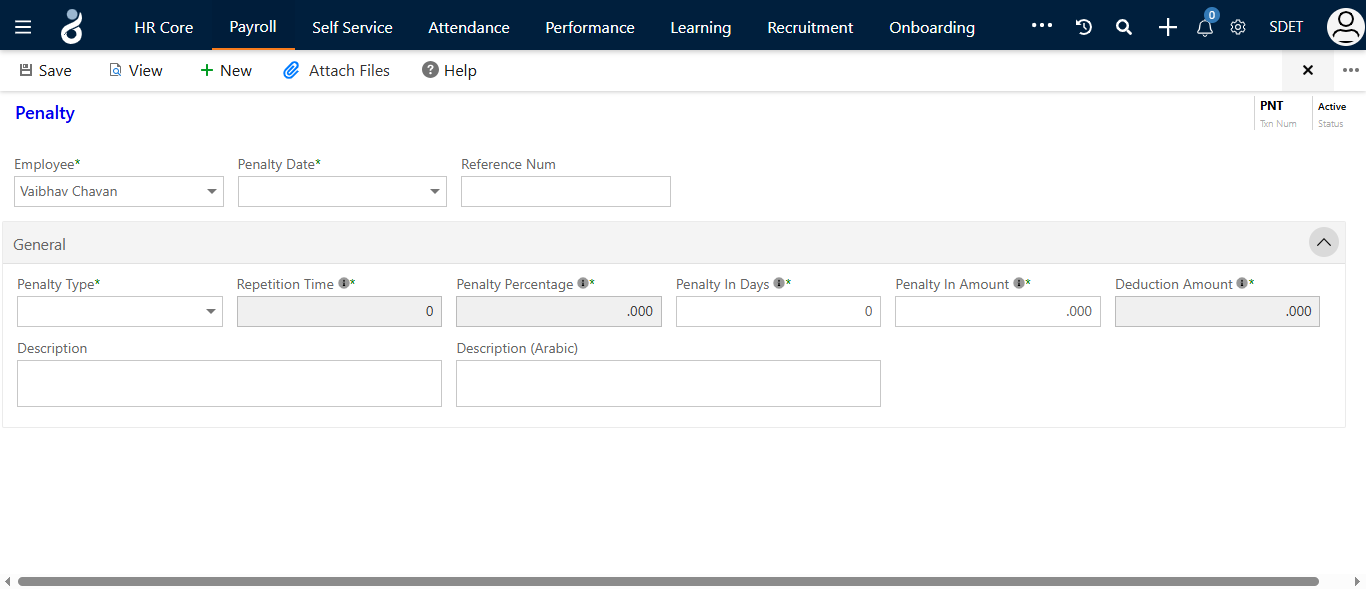 HR Core Payroll Self Service Attendance Performance Learning Recruitment Onboarding 0 SDET
Save View New Attach Files Help
Penalty
PNT Active
Txn Num Status
Employee* Penalty Date* Reference Num
Vaibhav Chavan
General
Penalty Type* Repetition Time * Penalty Percentage * Penalty In Days * Penalty In Amount * Deduction Amount *
0 .000 0 .000 .000
Description Description (Arabic)